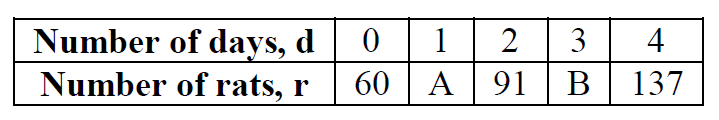 Number of days, d 0 1 2 3 4
Number of rats, r 60 A 91 B 137